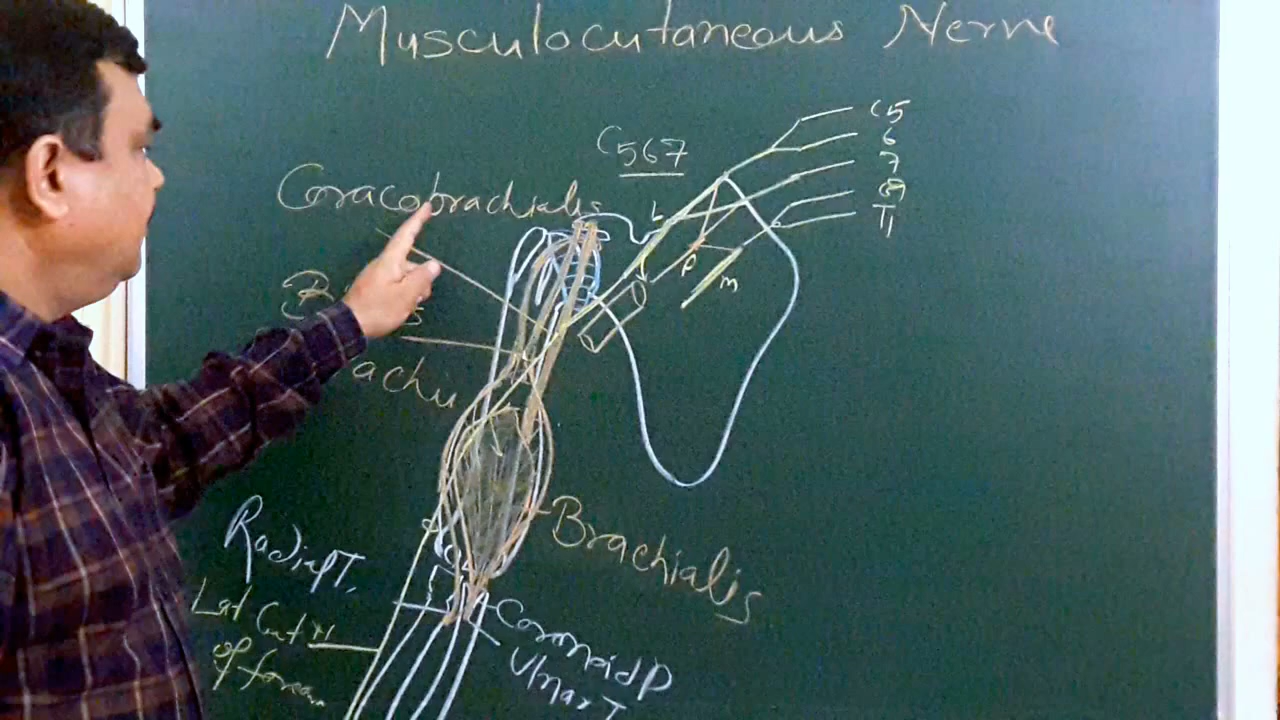 Musculocutaneous Nerve
C5
6
7
8
T1
C567
Coracobrachialis
L
P
M
Brachialis
Radial T.
Lat Cut N
of forearm
Coronoid P
Ulnar T